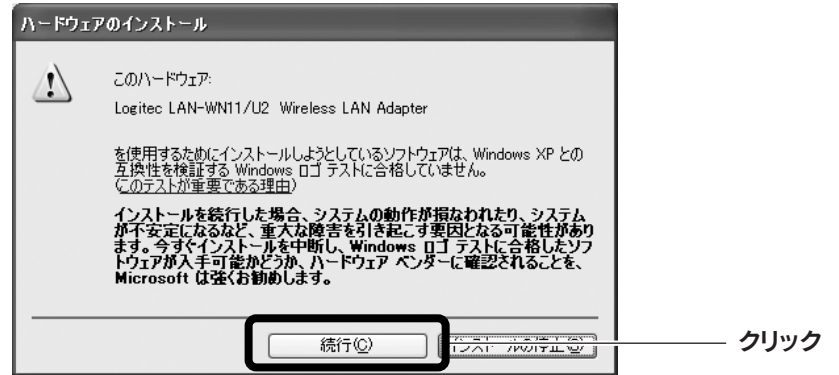 ハードウェアのインストール
このハードウェア:
Logitec LAN-WN11/U2 Wireless LAN Adapter
を使用するためにインストールしようとしているソフトウェアは、Windows XP との
互換性を検証する Windows ロゴ テストに合格していません。
(このテストが重要である理由)
インストールを続行した場合、システムの動作が損なわれたり、システム
が不安定になるなど、重大な障害を引き起こす要因となる可能性があり
ます。今すぐインストールを中断し、Windows ロゴ テストに合格したソフ
トウェアが入手可能かどうか、ハードウェア ベンダーに確認されることを、
Microsoft は強くお勧めします。
続行(C) インストールの停止(S)
クリック